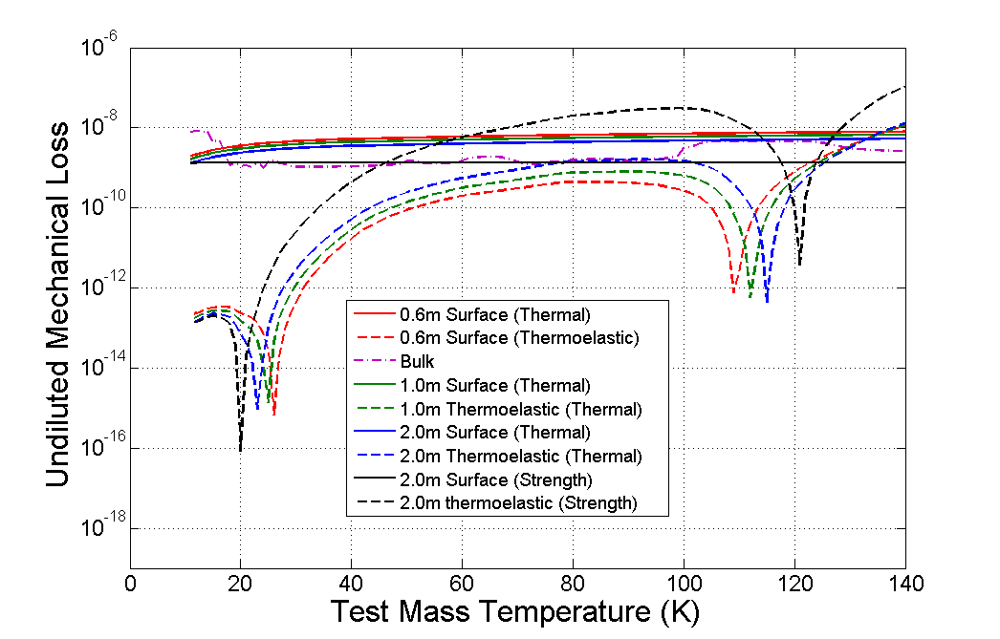 10^-6
10^-8
10^-10
10^-12
10^-14
10^-16
10^-18
Undiluted Mechanical Loss
0.6m Surface (Thermal)
0.6m Surface (Thermoelastic)
Bulk
1.0m Surface (Thermal)
1.0m Thermoelastic (Thermal)
2.0m Surface (Thermal)
2.0m Thermoelastic (Thermal)
2.0m Surface (Strength)
2.0m thermoelastic (Strength)
0 20 40 60 80 100 120 140
Test Mass Temperature (K)